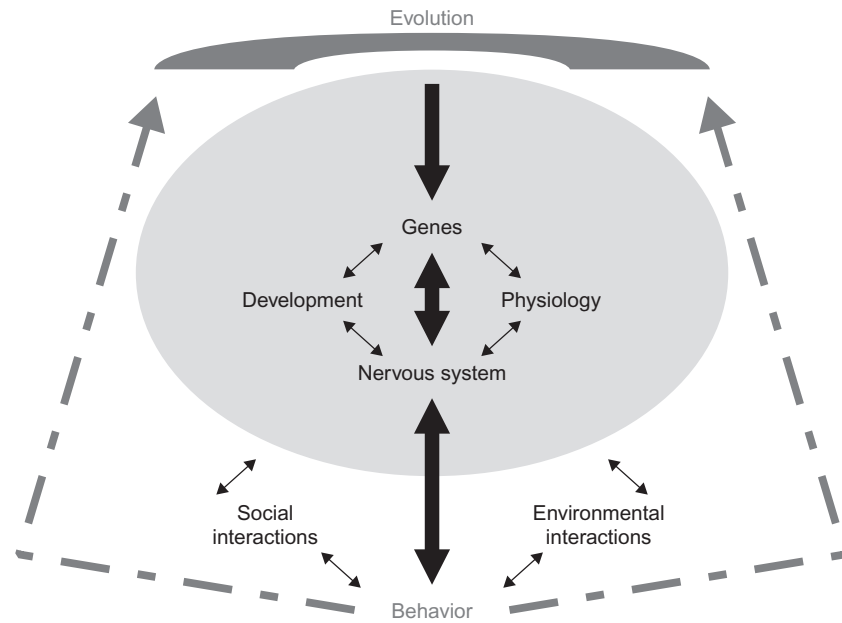 Evolution
Genes
Development
Physiology
Nervous system
Social
interactions
Environmental
interactions
Behavior